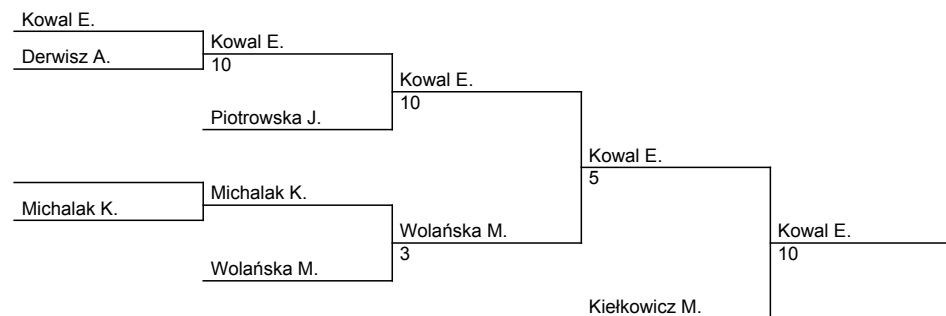 Kowal E.
Derwisz A.
Kowal E.
10
Kowal E.
10
Piotrowska J.
Kowal E.
5
Michalak K.
Michalak K.
Wolańska M.
3
Wolańska M.
Kowal E.
10
Kiełkowicz M.